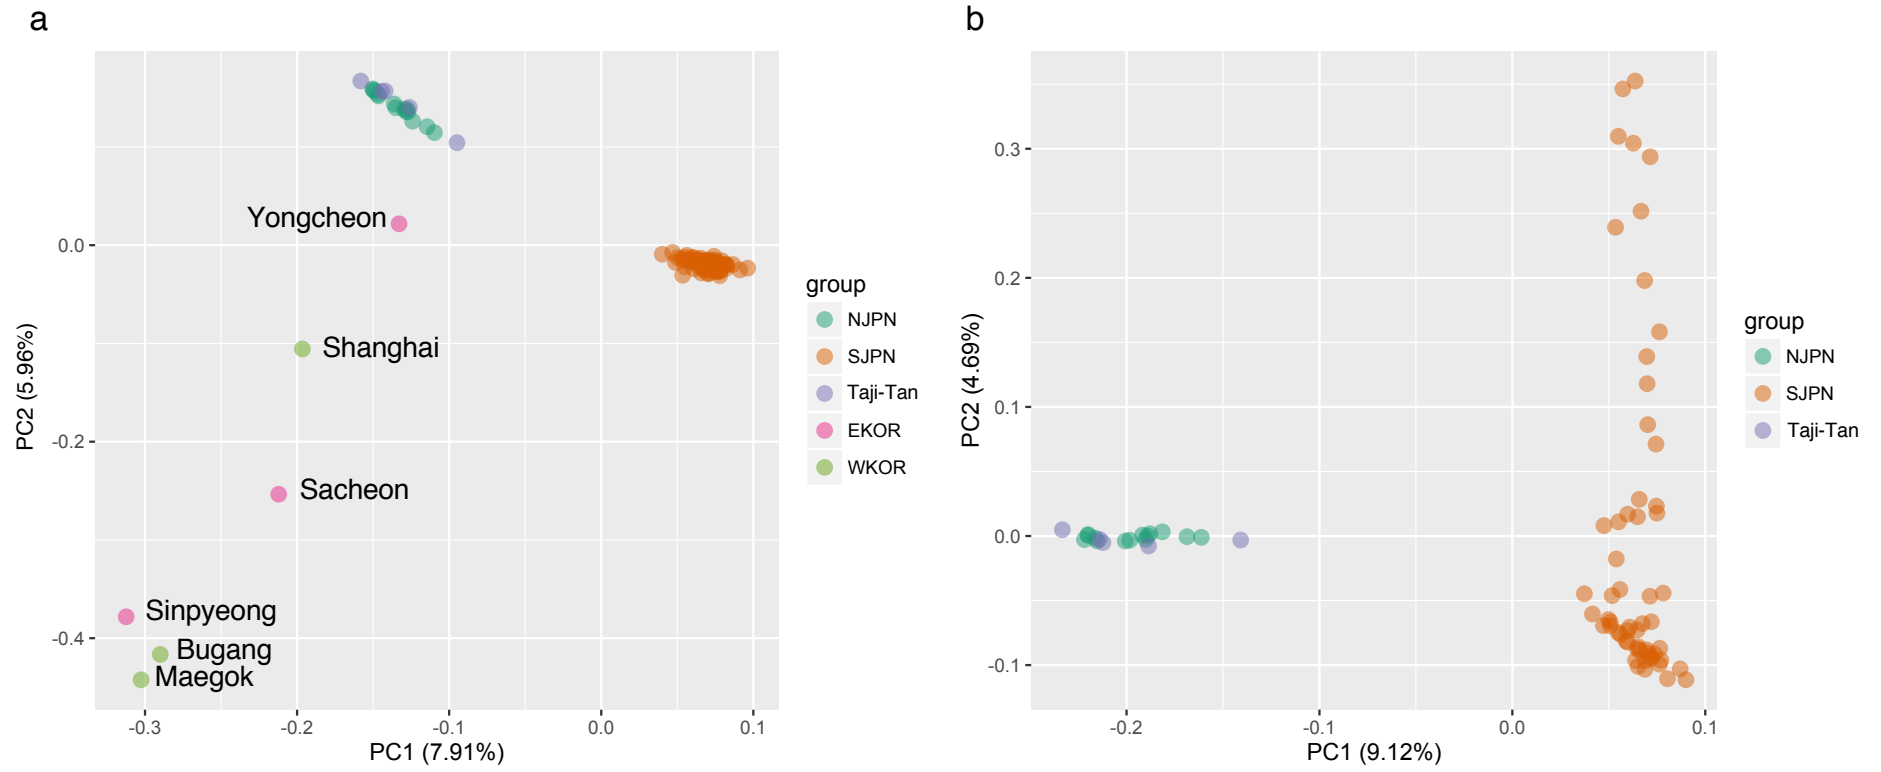 a
Yongcheon
Shanghai
Sacheon
Sinpyeong
Bugang
Maegok
0.0
-0.2
-0.4
PC2 (5.96%)
-0.3
-0.2
-0.1
0.0
0.1
PC1 (7.91%)
group
NJPN
SJPN
Taji-Tan
EKOR
WKOR
b
0.3
0.2
0.1
0.0
-0.1
PC2 (4.69%)
-0.2
-0.1
0.0
0.1
PC1 (9.12%)
group
NJPN
SJPN
Taji-Tan